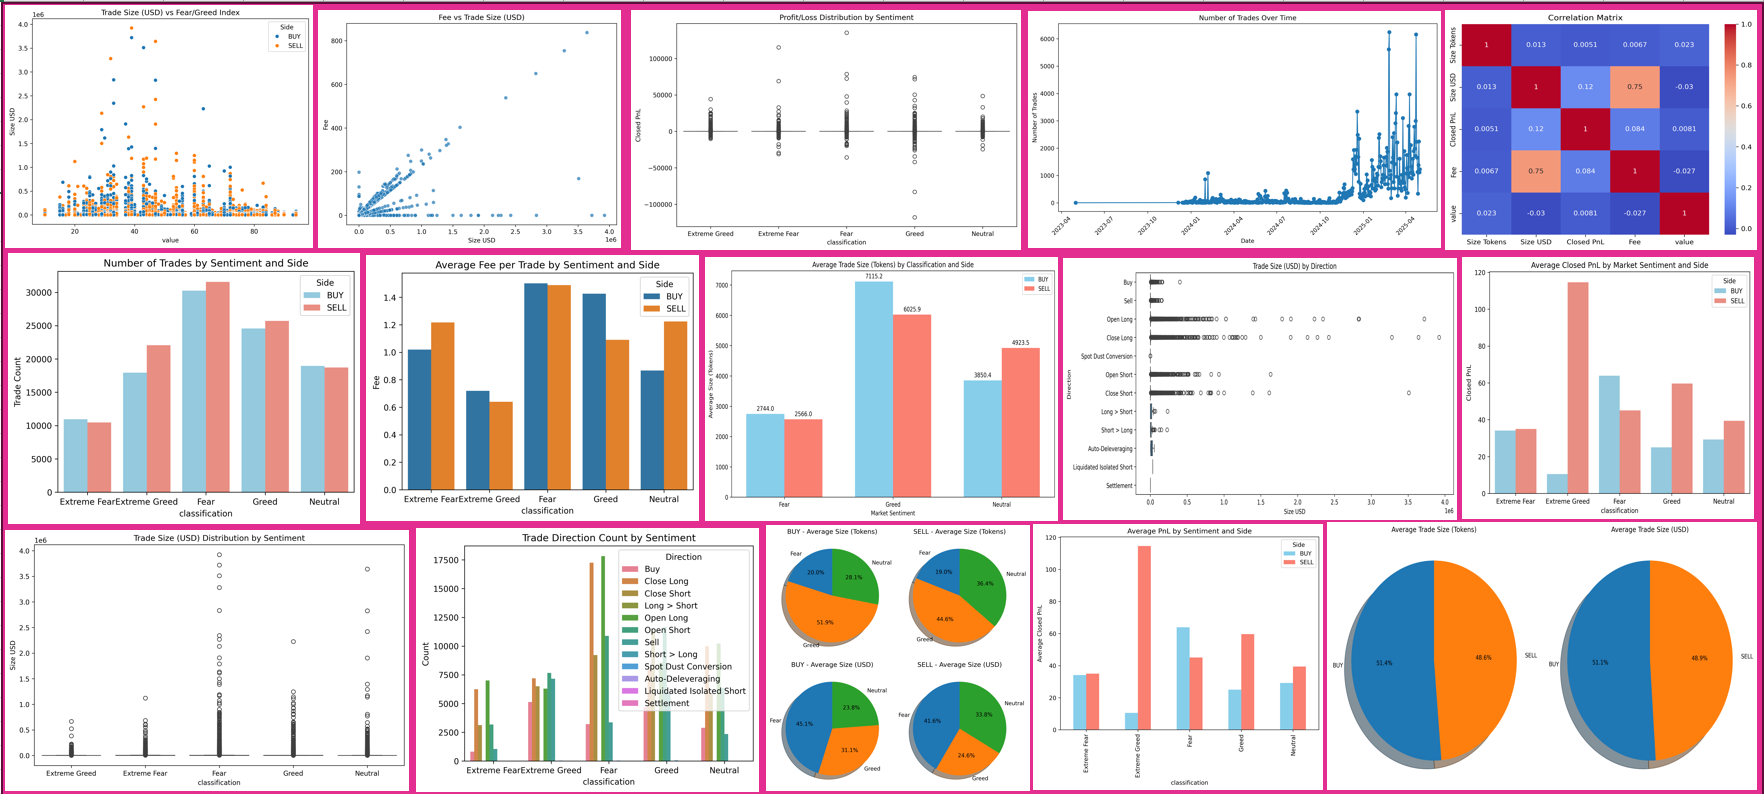 Trade Size (USD) vs Fear/Greed Index
1e6
Size USD
4.0
3.5
3.0
2.5
2.0
1.5
1.0
0.5
0.0
20
40
60
80
value
Side
BUY
SELL
Fee vs Trade Size (USD)
Fee
800
600
400
200
0
0.0
0.5
1.0
1.5
2.0
2.5
3.0
3.5
4.0
1e6
Size USD
Profit/Loss Distribution by Sentiment
Closed PnL
100000
50000
0
−50000
−100000
Extreme Greed
Extreme Fear
Fear
Greed
Neutral
classification
Number of Trades Over Time
Number of Trades
6000
5000
4000
3000
2000
1000
0
2023-04
2023-07
2023-10
2024-01
2024-04
2024-07
2024-10
2025-01
2025-04
Date
Correlation Matrix
Size Tokens
1 0.013 0.0051 0.0067 0.023
Size USD
0.013 1 0.12 0.75 -0.03
Closed PnL
0.0051 0.12 1 0.084 0.0081
Fee
0.0067 0.75 0.084 1 -0.027
value
0.023 -0.03 0.0081 -0.027 1
Size Tokens Size USD Closed PnL Fee value
1.0
0.8
0.6
0.4
0.2
0.0
Number of Trades by Sentiment and Side
Trade Count
30000
25000
20000
15000
10000
5000
0
Extreme Fear
Extreme Greed
Fear
Greed
Neutral
classification
Side
BUY
SELL
Average Fee per Trade by Sentiment and Side
Fee
1.4
1.2
1.0
0.8
0.6
0.4
0.2
0.0
Extreme Fear
Extreme Greed
Fear
Greed
Neutral
classification
Side
BUY
SELL
Average Trade Size (Tokens) by Classification and Side
Average Size (Tokens)
7000
6000
5000
4000
3000
2000
1000
0
2744.0
2566.0
7115.2
6025.9
3850.4
4923.5
Fear
Greed
Neutral
Market Sentiment
BUY
SELL
Trade Size (USD) by Direction
Direction
Buy
Sell
Open Long
Close Long
Spot Dust Conversion
Open Short
Close Short
Long > Short
Short > Long
Auto-Deleveraging
Liquidated Isolated Short
Settlement
0.0
0.5
1.0
1.5
2.0
2.5
3.0
3.5
4.0
1e6
Size USD
Average Closed PnL by Market Sentiment and Side
Closed PnL
120
100
80
60
40
20
0
Extreme Fear
Extreme Greed
Fear
Greed
Neutral
classification
Side
BUY
SELL
Trade Size (USD) Distribution by Sentiment
1e6
Size USD
4.0
3.5
3.0
2.5
2.0
1.5
1.0
0.5
0.0
Extreme Greed
Extreme Fear
Fear
Greed
Neutral
classification
Trade Direction Count by Sentiment
Count
17500
15000
12500
10000
7500
5000
2500
0
Extreme Fear
Extreme Greed
Fear
Greed
Neutral
classification
Direction
Buy
Close Long
Close Short
Long > Short
Open Long
Open Short
Sell
Short > Long
Spot Dust Conversion
Auto-Deleveraging
Liquidated Isolated Short
Settlement
BUY - Average Size (Tokens)
Fear
20.0%
Neutral
28.1%
51.9%
Greed
SELL - Average Size (Tokens)
Fear
19.0%
36.4%
Neutral
44.6%
Greed
BUY - Average Size (USD)
Neutral
23.8%
Fear
45.1%
31.1%
Greed
SELL - Average Size (USD)
Neutral
33.8%
Fear
41.6%
24.6%
Greed
Average PnL by Sentiment and Side
Average Closed PnL
120
100
80
60
40
20
0
Extreme Fear
Extreme Greed
Fear
Greed
Neutral
classification
Side
BUY
SELL
Average Trade Size (Tokens)
BUY
51.4%
48.6%
SELL
Average Trade Size (USD)
BUY
51.1%
48.9%
SELL